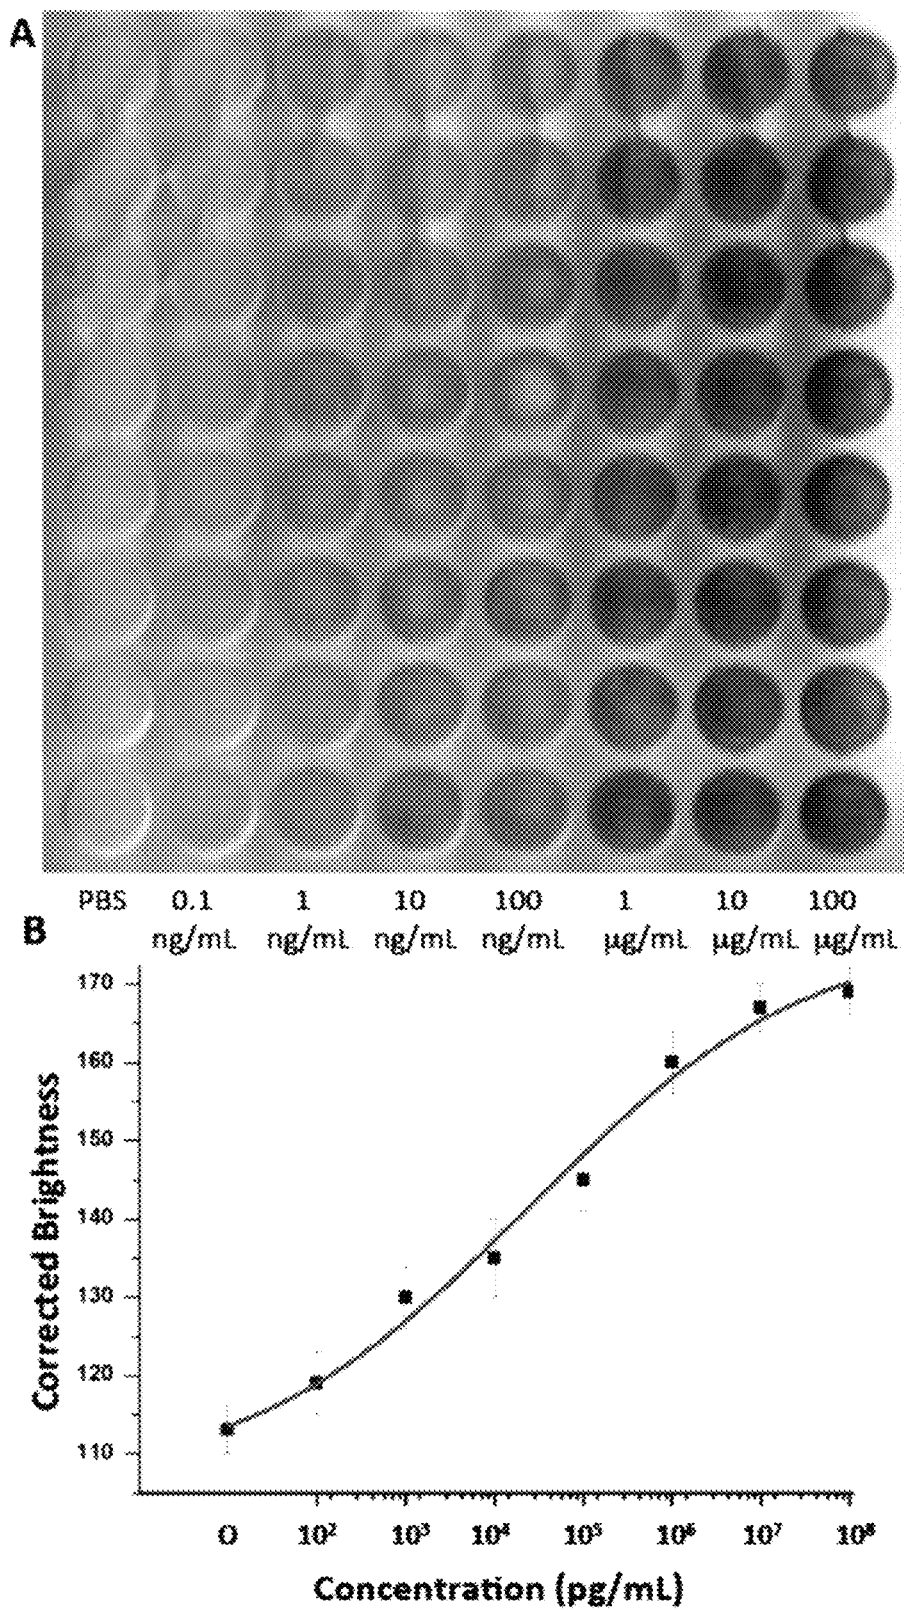 A
PBS 0.1 1 10 100 1 10 100
ng/mL ng/mL ng/mL ng/mL µg/mL µg/mL µg/mL
B
170
160
150
140
130
120
110
Corrected Brightness
0 10² 10³ 10⁴ 10⁵ 10⁶ 10⁷ 10⁸
Concentration (pg/mL)